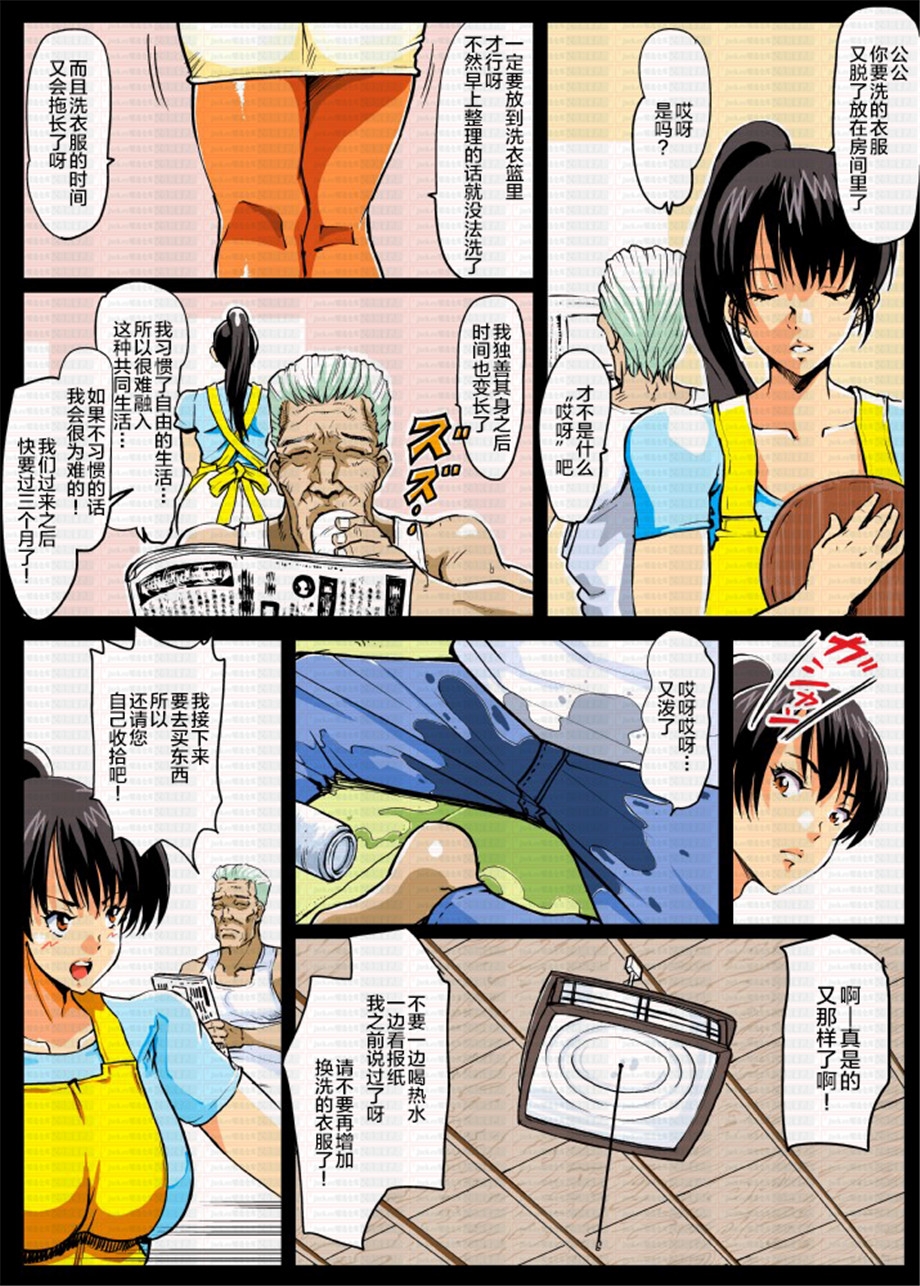 公公
你要洗的衣服
又脱了放在房间里了
哎呀
是吗？
才不是什么
“哎呀”吧
一定要放到洗衣篮里
才行呀
不然早上整理的话就没法洗了
而且洗衣服的时间
又会拖长了呀
我独善其身之后
时间也变长了
ズズ・・
我习惯了自由的生活…
所以很难融入
这种共同生活…
如果不习惯的话
我会很为难的！
我们过来之后
快要过三个月了！
ガシカッ
哎呀哎呀…
又泼了
我接下来
要去买东西
所以
还请您
自己收拾吧！
啊—真是的
又那样了啊！
不要一边喝热水
一边看报纸
我之前说过了呀
请不要再增加
换洗的衣服了！